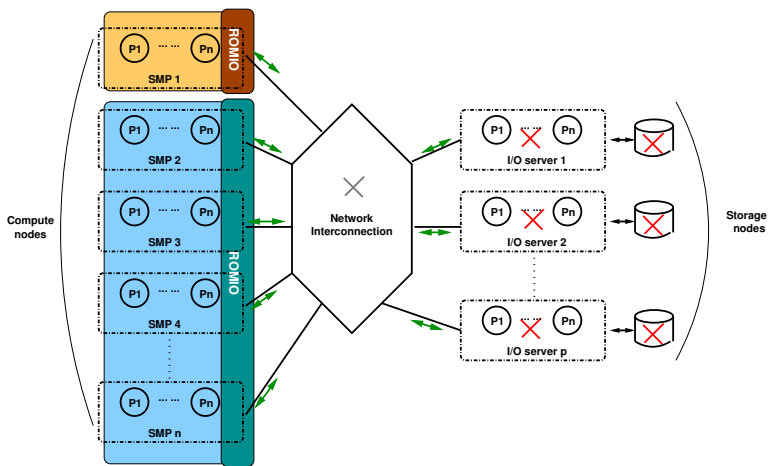 ROMIO
P1 ... ... Pn
SMP 1
P1 ... ... Pn
SMP 2
P1 ... ... Pn
SMP 3
P1 ... ... Pn
SMP 4
P1 ... ... Pn
SMP n
ROMIO
Compute
nodes
Network
Interconnection
P1 ... ... Pn
I/O server 1
P1 ... ... Pn
I/O server 2
P1 ... ... Pn
I/O server p
Storage
nodes